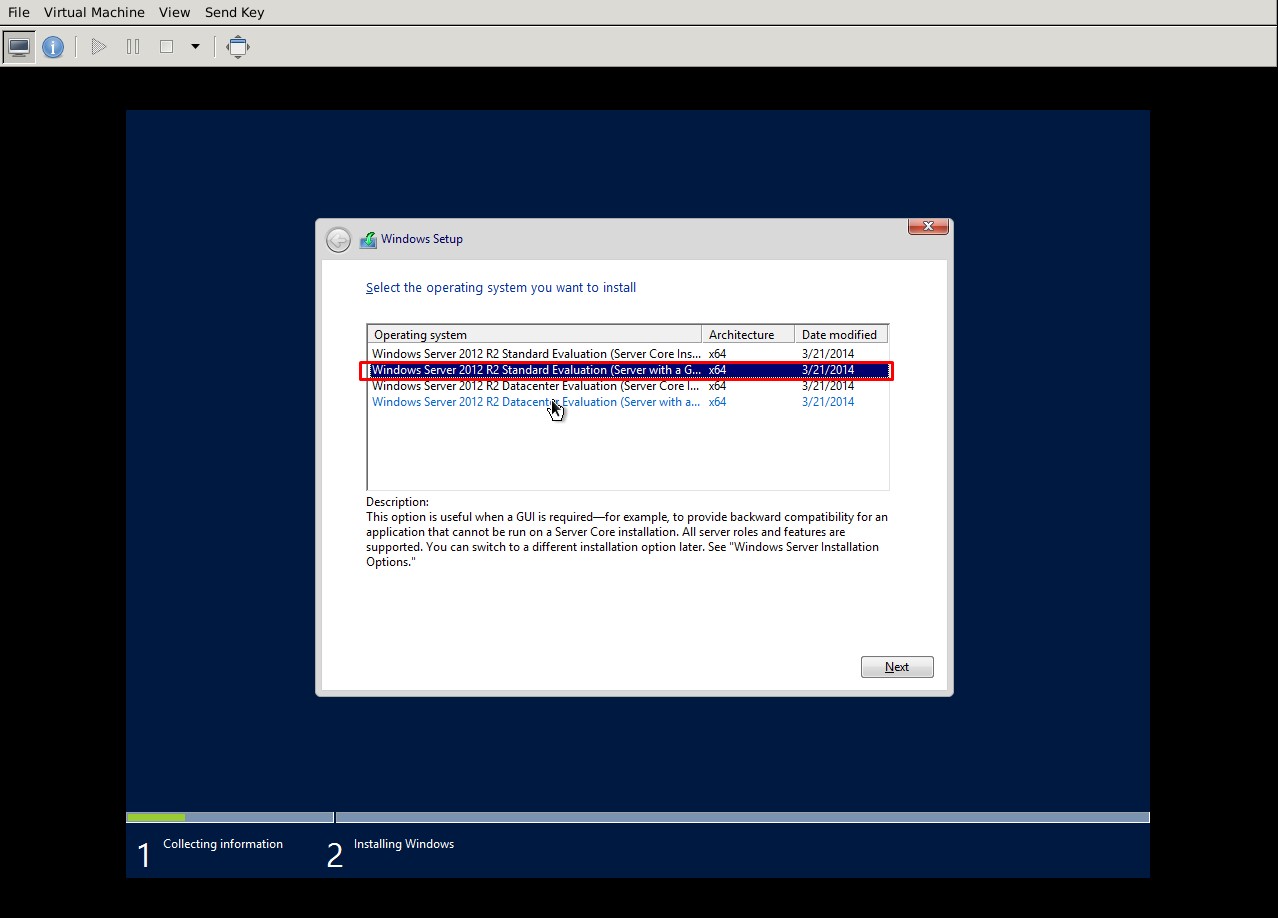 File Virtual Machine View Send Key
i
Windows Setup
x
Select the operating system you want to install
Operating system Architecture Date modified
Windows Server 2012 R2 Standard Evaluation (Server Core Ins... x64 3/21/2014
Windows Server 2012 R2 Standard Evaluation (Server with a G... x64 3/21/2014
Windows Server 2012 R2 Datacenter Evaluation (Server Core I... x64 3/21/2014
Windows Server 2012 R2 Datacenter Evaluation (Server with a... x64 3/21/2014
Description:
This option is useful when a GUI is required—for example, to provide backward compatibility for an
application that cannot be run on a Server Core installation. All server roles and features are
supported. You can switch to a different installation option later. See "Windows Server Installation
Options."
Next
1 Collecting information 2 Installing Windows